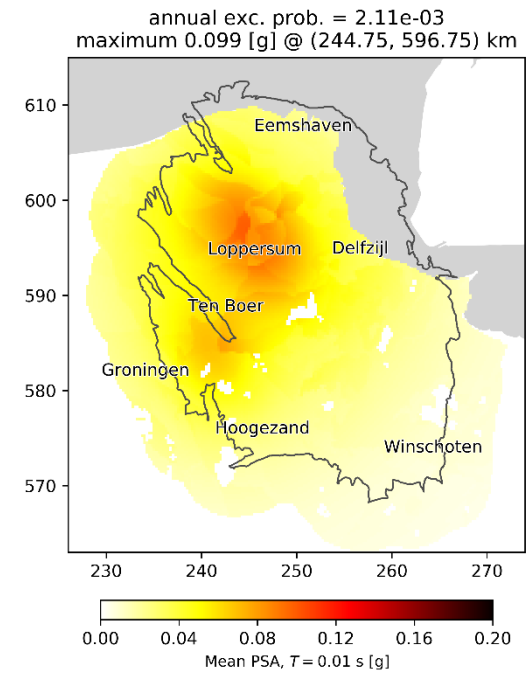 annual exc. prob. = 2.11e-03
maximum 0.099 [g] @ (244.75, 596.75) km
610
Eemshaven
600
Loppersum
Delfzijl
590
Ten Boer
Groningen
580
Hoogezand
Winschoten
570
230
240
250
260
270
0.00
0.04
0.08
0.12
0.16
0.20
Mean PSA, T = 0.01 s [g]